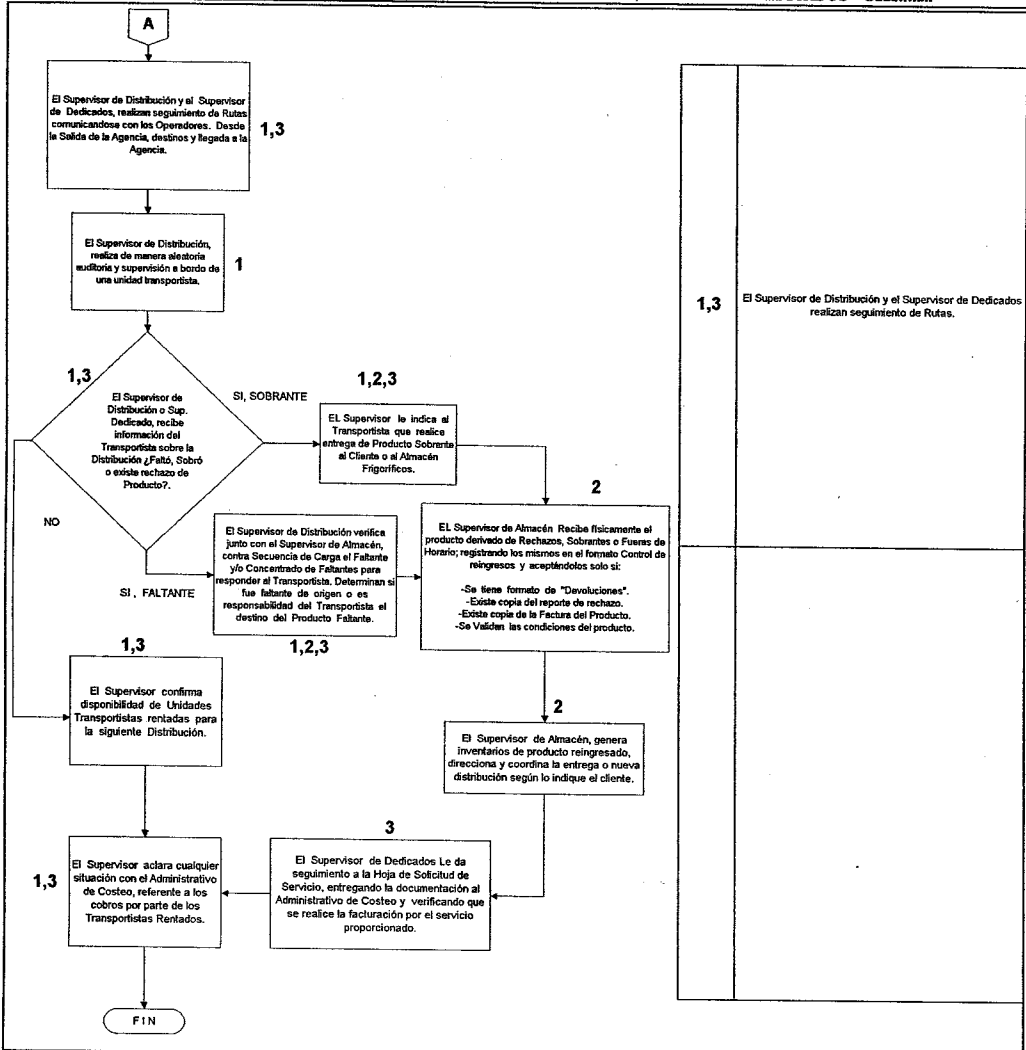 A
El Supervisor de Distribución y el Supervisor
de Dedicados, realizan seguimiento de Rutas
comunicandose con los Operadores. Desde
la Salida de la Agencia, destinos y llegada a la
Agencia.
1,3
El Supervisor de Distribución,
realiza de manera aleatoria
auditoria y supervisión a bordo de
una unidad transportista.
1
1,3
El Supervisor de
Distribución o Sup.
Dedicado, recibe
información del
Transportista sobre la
Distribución ¿Faltó, Sobró
o existe rechazo de
Producto?.
SI, SOBRANTE
NO
SI, FALTANTE
1,2,3
EL Supervisor le indica al
Transportista que realice
entrega de Producto Sobrante
al Cliente o al Almacén
Frigoríficos.
El Supervisor de Distribución verifica
junto con el Supervisor de Almacén,
contra Secuencia de Carga el Faltante
y/o Concentrado de Faltantes para
responder al Transportista. Determinan si
fue faltante de origen o es
responsabilidad del Transportista el
destino del Producto Faltante.
1,2,3
2
EL Supervisor de Almacén Recibe físicamente el
producto derivado de Rechazos, Sobrantes o Fueras de
Horario; registrando los mismos en el formato Control de
reingresos y aceptándolos solo si:
-Se tiene formato de "Devoluciones".
-Existe copia del reporte de rechazo.
-Existe copia de la Factura del Producto.
-Se Validan las condiciones del producto.
1,3
El Supervisor confirma
disponibilidad de Unidades
Transportistas rentadas para
la siguiente Distribución.
2
El Supervisor de Almacén, genera
inventarios de producto reingresado,
direcciona y coordina la entrega o nueva
distribución según lo indique el cliente.
3
El Supervisor de Dedicados Le da
seguimiento a la Hoja de Solicitud de
Servicio, entregando la documentación al
Administrativo de Costeo y verificando que
se realice la facturación por el servicio
proporcionado.
1,3
El Supervisor aclara cualquier
situación con el Administrativo
de Costeo, referente a los
cobros por parte de los
Transportistas Rentados.
FIN
1,3
El Supervisor de Distribución y el Supervisor de Dedicados
realizan seguimiento de Rutas.